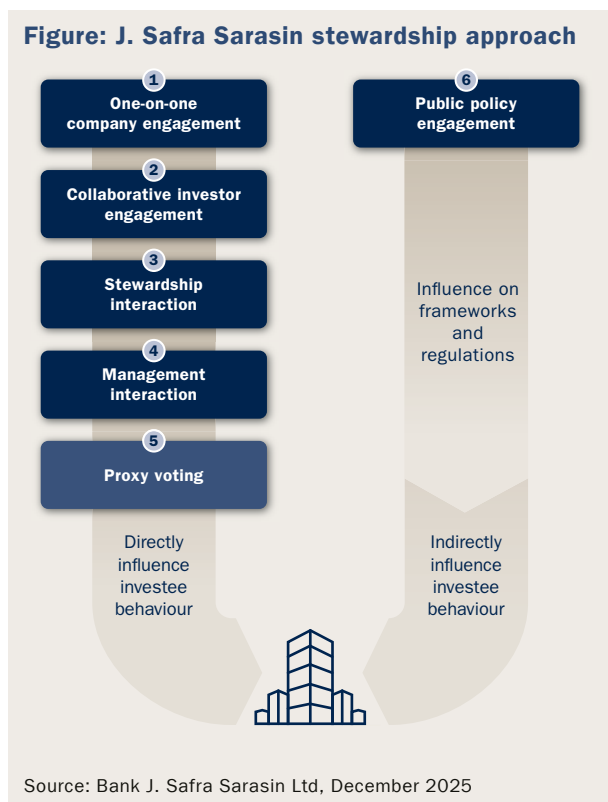 Figure: J. Safra Sarasin stewardship approach
1
One-on-one
company engagement
2
Collaborative investor
engagement
3
Stewardship
interaction
4
Management
interaction
5
Proxy voting
Directly
influence
investee
behaviour
6
Public policy
engagement
Influence on
frameworks
and
regulations
Indirectly
influence
investee
behaviour
Source: Bank J. Safra Sarasin Ltd, December 2025